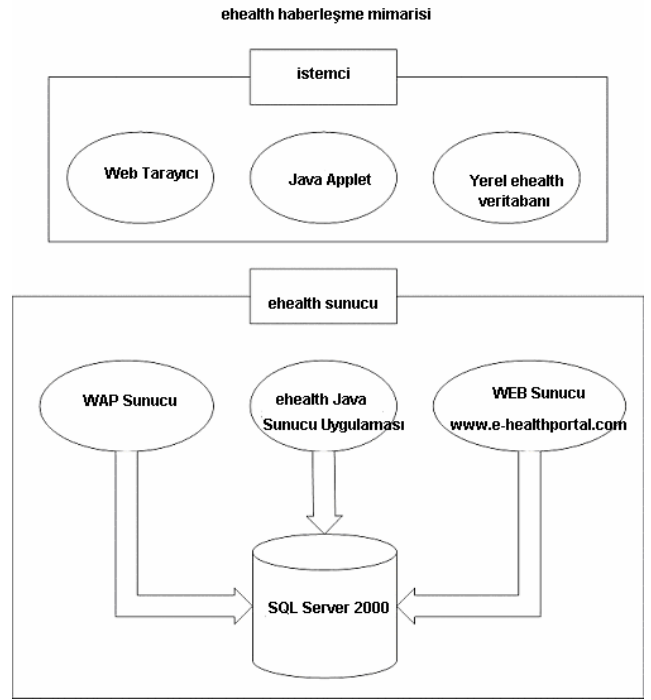 ehealth haberleşme mimarisi
istemci
Web Tarayıcı
Java Applet
Yerel ehealth
veritabanı
ehealth sunucu
WAP Sunucu
ehealth Java
Sunucu Uygulaması
WEB Sunucu
www.e-healthportal.com
SQL Server 2000